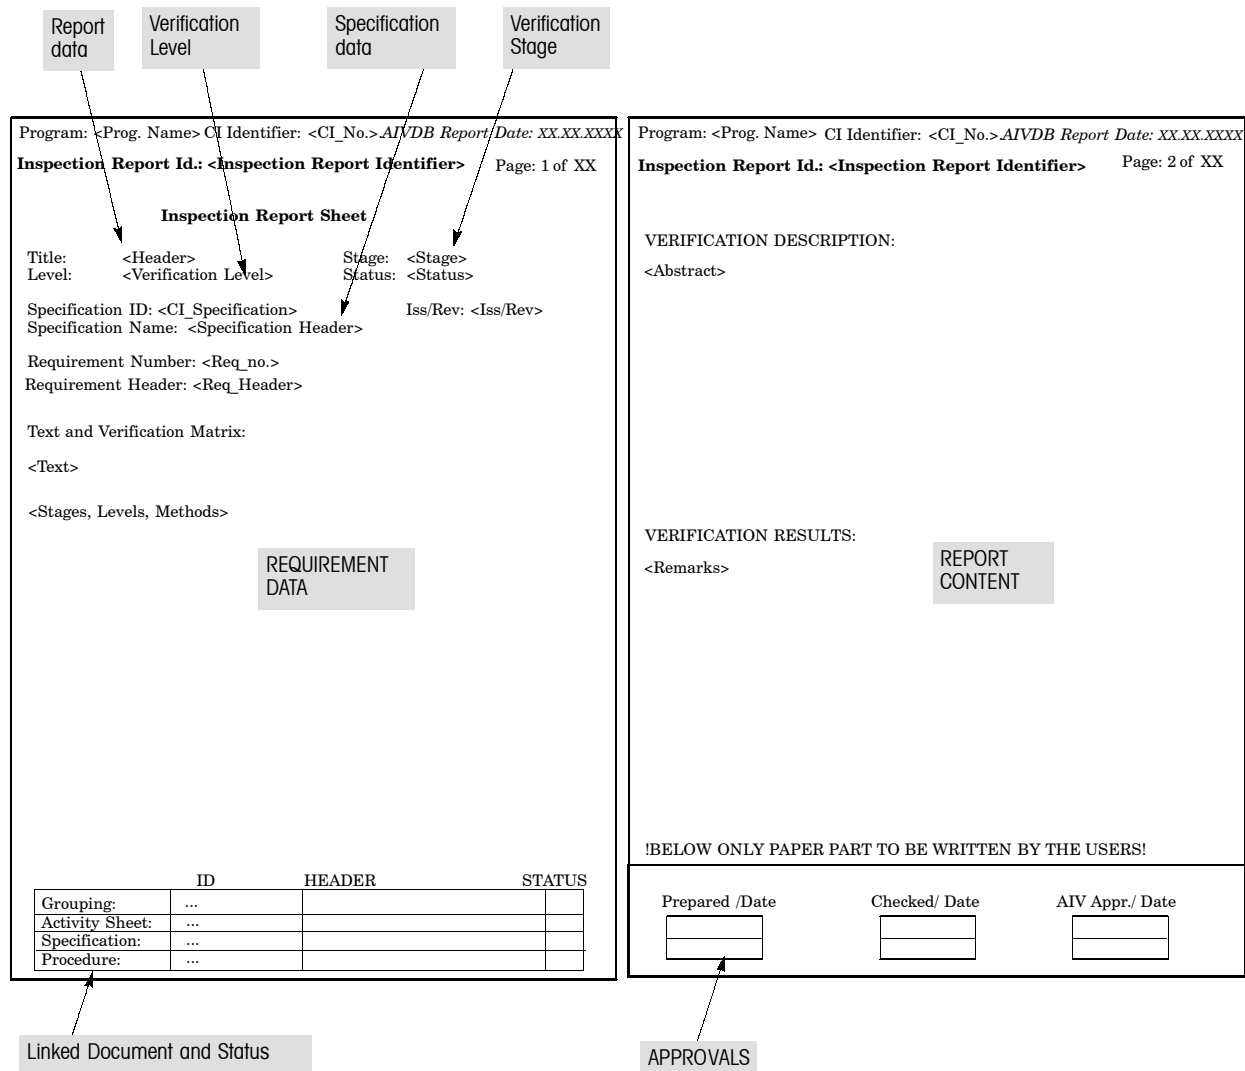 Report
data
Verification
Level
Specification
data
Verification
Stage
Program: <Prog. Name> CI Identifier: <CI_No.>.AIVDB Report Date: XX.XX.XXXX
Inspection Report Id.: <Inspection Report Identifier> Page: 1 of XX
Inspection Report Sheet
Title: <Header> Stage: <Stage>
Level: <Verification Level> Status: <Status>
Specification ID: <CI_Specification> Iss/Rev: <Iss/Rev>
Specification Name: <Specification Header>
Requirement Number: <Req_no.>
Requirement Header: <Req_Header>
Text and Verification Matrix:
<Text>
<Stages, Levels, Methods>
REQUIREMENT
DATA
ID HEADER STATUS
Grouping: ...
Activity Sheet: ...
Specification: ...
Procedure: ...
Linked Document and Status
Program: <Prog. Name> CI Identifier: <CI_No.>.AIVDB Report Date: XX.XX.XXXX
Inspection Report Id.: <Inspection Report Identifier> Page: 2 of XX
VERIFICATION DESCRIPTION:
<Abstract>
VERIFICATION RESULTS:
<Remarks>
REPORT
CONTENT
!BELOW ONLY PAPER PART TO BE WRITTEN BY THE USERS!
Prepared /Date Checked/ Date AIV Appr./ Date
APPROVALS